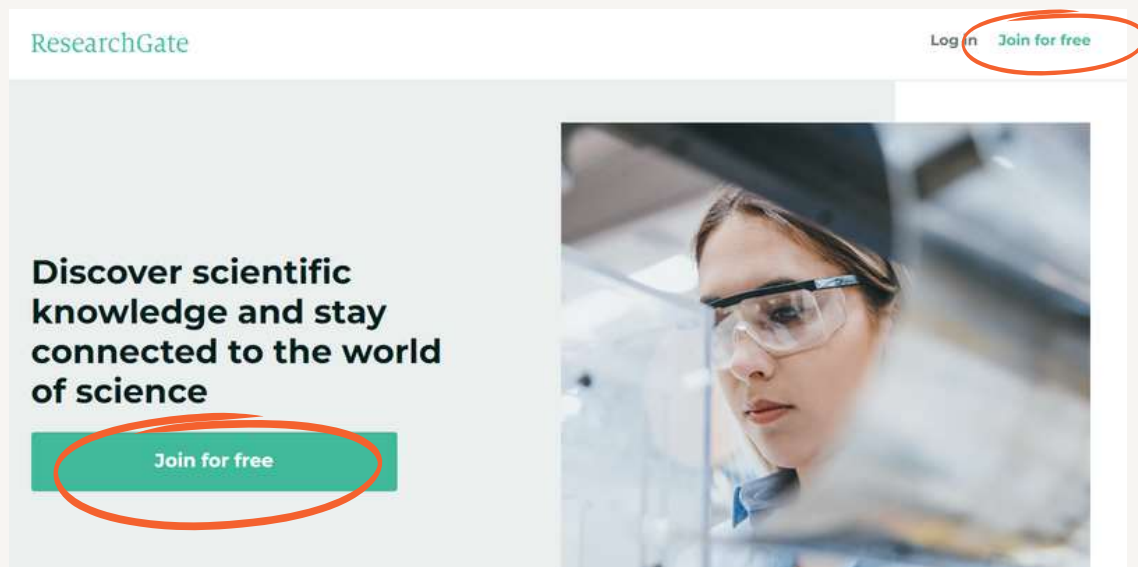 ResearchGate
Log in Join for free
Discover scientific
knowledge and stay
connected to the world
of science
Join for free